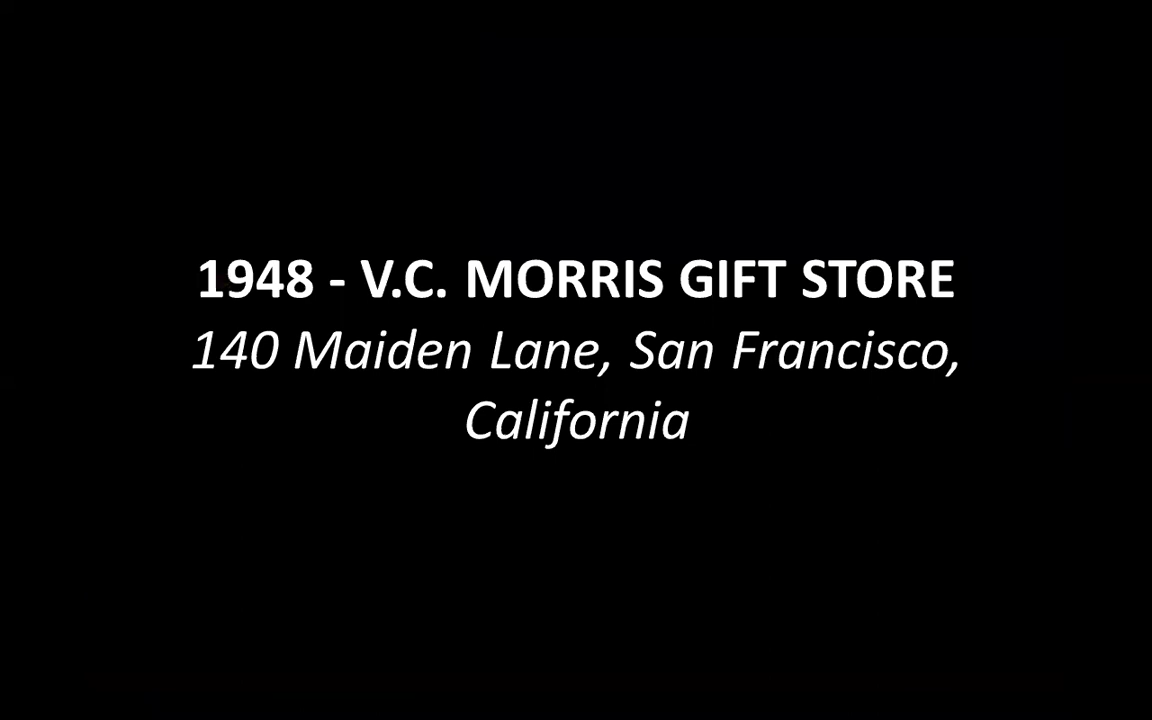 1948 - V.C. MORRIS GIFT STORE
140 Maiden Lane, San Francisco,
California